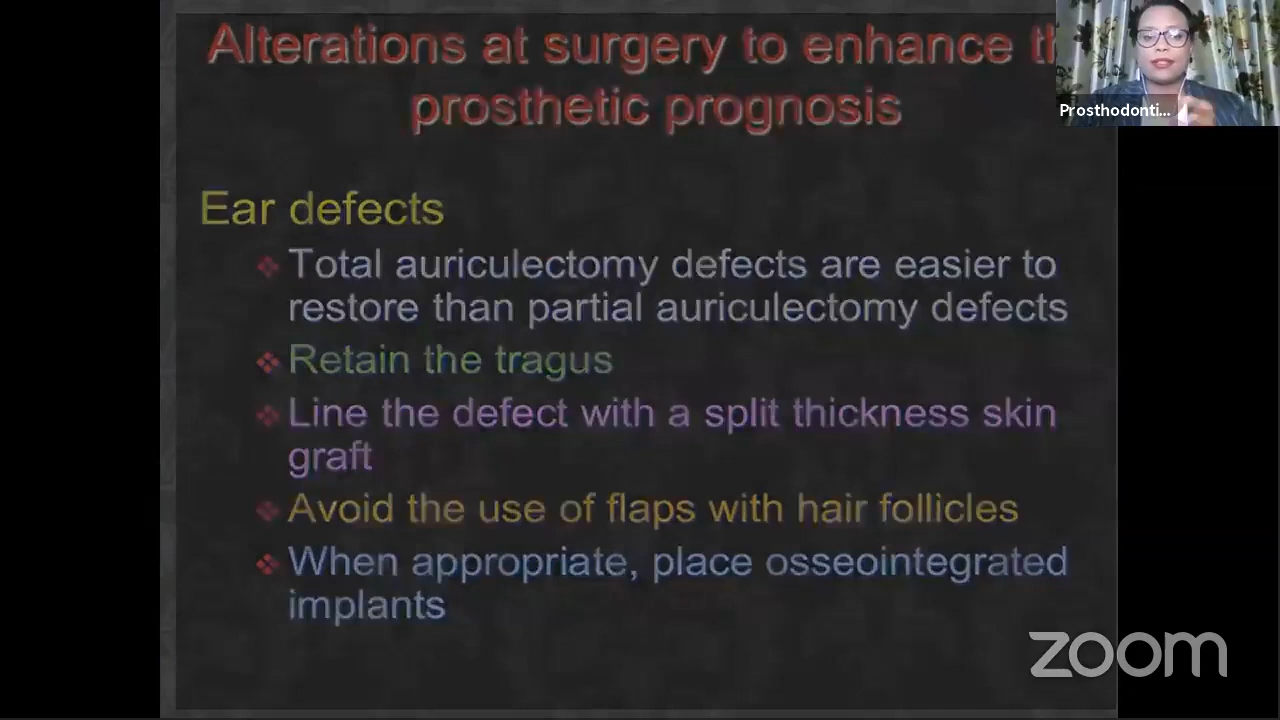 Alterations at surgery to enhance
prosthetic prognosis
Prosthodonti...
Ear defects
Total auriculectomy defects are easier to
restore than partial auriculectomy defects
Retain the tragus
Line the defect with a split thickness skin
graft
Avoid the use of flaps with hair follicles
When appropriate, place osseointegrated
implants
zoom